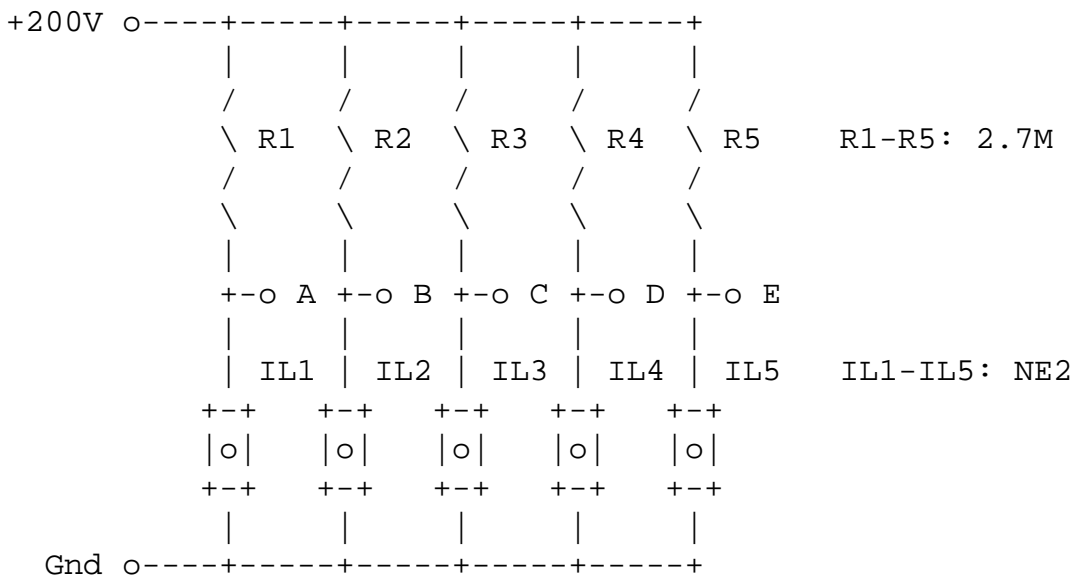 +200V o----+-----+-----+-----+-----+
| | | | |
/ / / / /
\ R1 \ R2 \ R3 \ R4 \ R5 R1-R5: 2.7M
/ / / / /
\ \ \ \ \
| | | | |
+-o A +-o B +-o C +-o D +-o E
| | | | |
| IL1 | IL2 | IL3 | IL4 | IL5 IL1-IL5: NE2
+-+ +-+ +-+ +-+ +-+
|o| |o| |o| |o| |o|
+-+ +-+ +-+ +-+ +-+
| | | | |
Gnd o----+-----+-----+-----+-----+